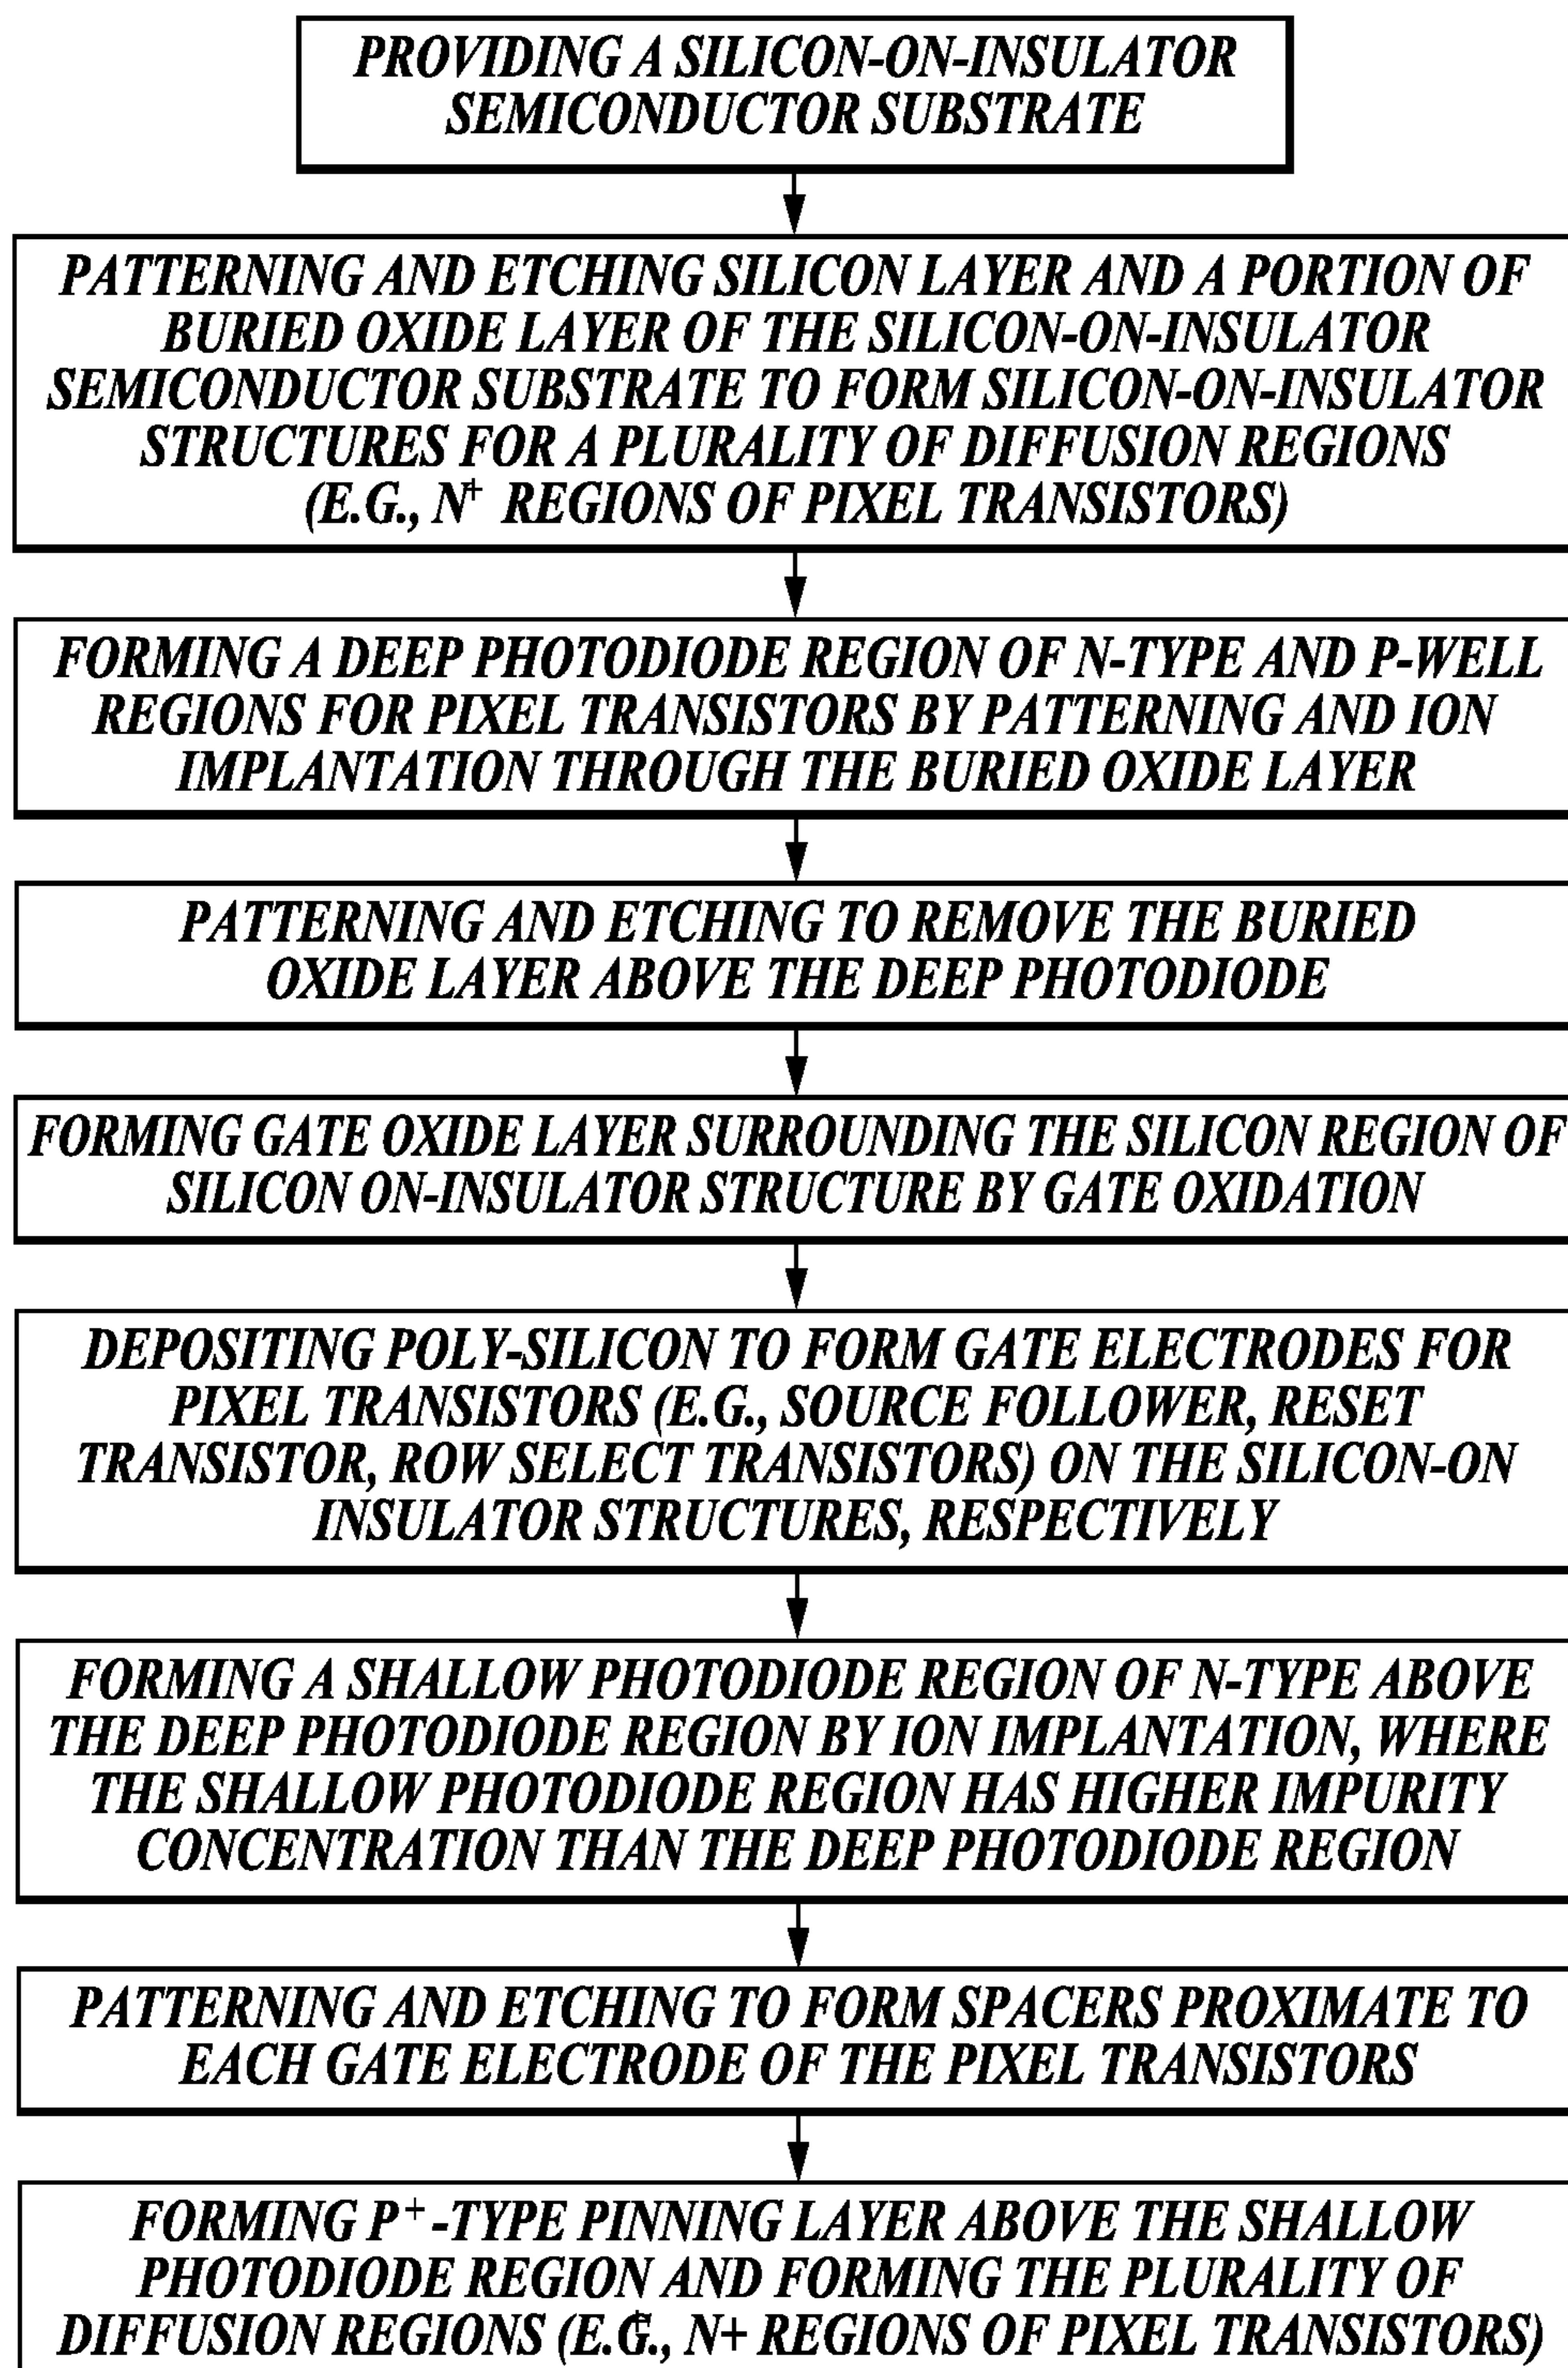 PROVIDING A SILICON-ON-INSULATOR
SEMICONDUCTOR SUBSTRATE
PATTERNING AND ETCHING SILICON LAYER AND A PORTION OF
BURIED OXIDE LAYER OF THE SILICON-ON-INSULATOR
SEMICONDUCTOR SUBSTRATE TO FORM SILICON-ON-INSULATOR
STRUCTURES FOR A PLURALITY OF DIFFUSION REGIONS
(E.G., N⁺ REGIONS OF PIXEL TRANSISTORS)
FORMING A DEEP PHOTODIODE REGION OF N-TYPE AND P-WELL
REGIONS FOR PIXEL TRANSISTORS BY PATTERNING AND ION
IMPLANTATION THROUGH THE BURIED OXIDE LAYER
PATTERNING AND ETCHING TO REMOVE THE BURIED
OXIDE LAYER ABOVE THE DEEP PHOTODIODE
FORMING GATE OXIDE LAYER SURROUNDING THE SILICON REGION OF
SILICON ON-INSULATOR STRUCTURE BY GATE OXIDATION
DEPOSITING POLY-SILICON TO FORM GATE ELECTRODES FOR
PIXEL TRANSISTORS (E.G., SOURCE FOLLOWER, RESET
TRANSISTOR, ROW SELECT TRANSISTORS) ON THE SILICON-ON
INSULATOR STRUCTURES, RESPECTIVELY
FORMING A SHALLOW PHOTODIODE REGION OF N-TYPE ABOVE
THE DEEP PHOTODIODE REGION BY ION IMPLANTATION, WHERE
THE SHALLOW PHOTODIODE REGION HAS HIGHER IMPURITY
CONCENTRATION THAN THE DEEP PHOTODIODE REGION
PATTERNING AND ETCHING TO FORM SPACERS PROXIMATE TO
EACH GATE ELECTRODE OF THE PIXEL TRANSISTORS
FORMING P⁺-TYPE PINNING LAYER ABOVE THE SHALLOW
PHOTODIODE REGION AND FORMING THE PLURALITY OF
DIFFUSION REGIONS (E.G., N+ REGIONS OF PIXEL TRANSISTORS)